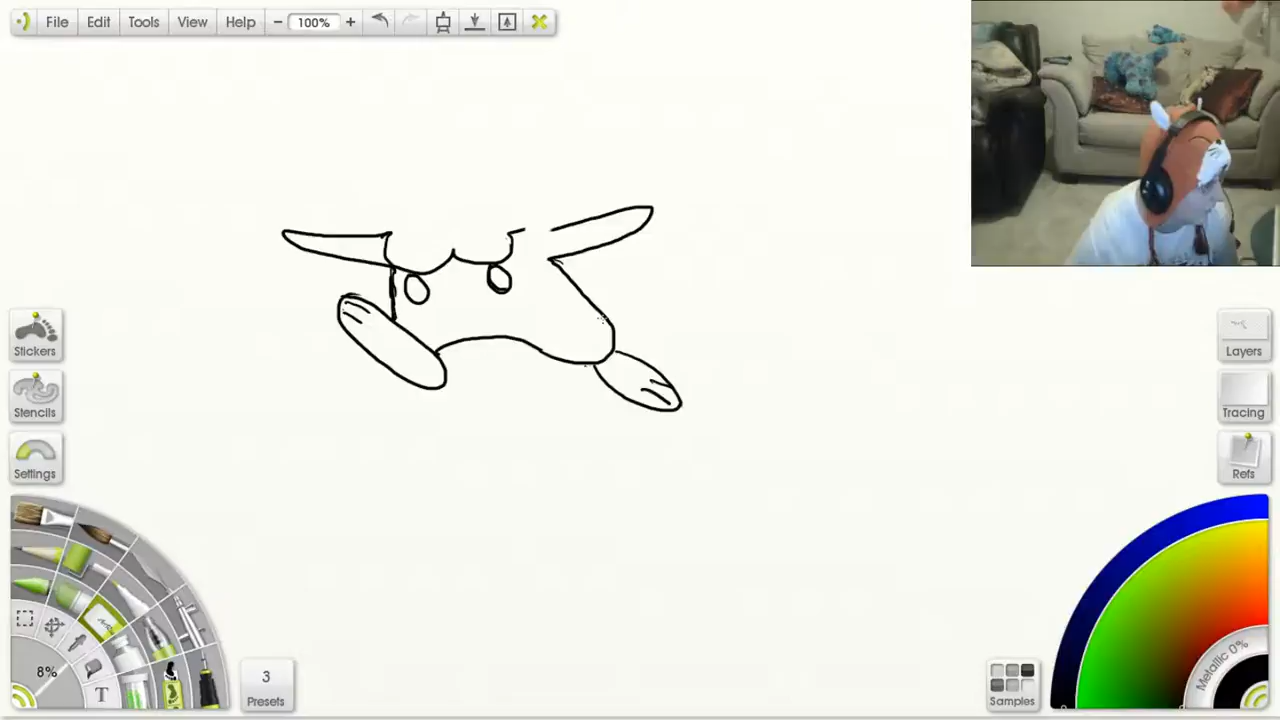 File Edit Tools View Help 100%
Stickers
Stencils
Settings
8%
T
3
Presets
Layers
Tracing
Refs
Metallic 0%
Samples